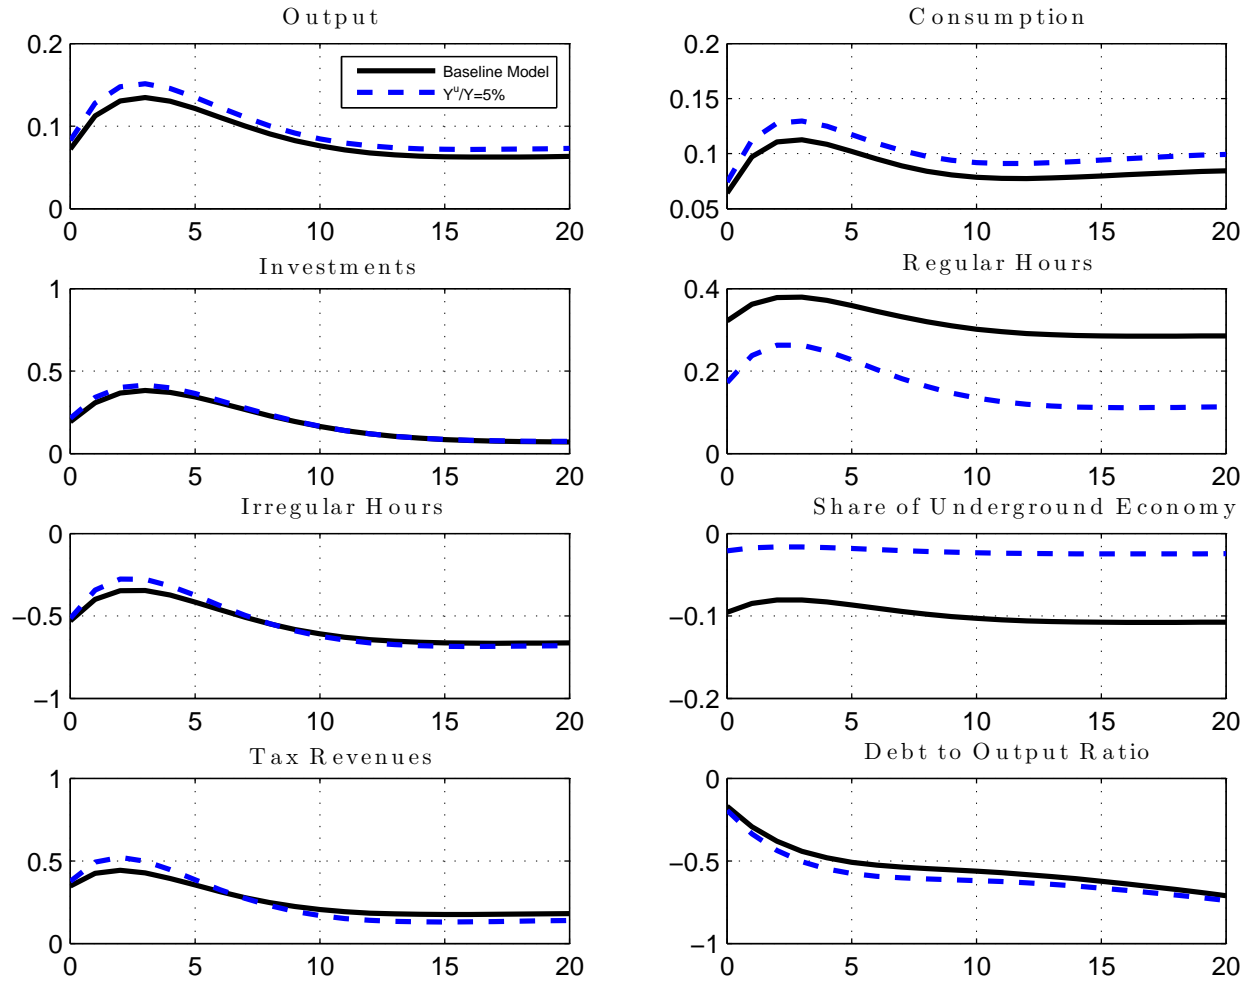 Output
0.2
0.1
0
0 5 10 15 20
Baseline Model
Yᵘ/Y=5%
Consumption
0.2
0.15
0.1
0.05
0 5 10 15 20
Investments
1
0.5
0
0 5 10 15 20
Regular Hours
0.4
0.2
0
0 5 10 15 20
Irregular Hours
0
−0.5
−1
0 5 10 15 20
Share of Underground Economy
0
−0.1
−0.2
0 5 10 15 20
Tax Revenues
1
0.5
0
0 5 10 15 20
Debt to Output Ratio
0
−0.5
−1
0 5 10 15 20